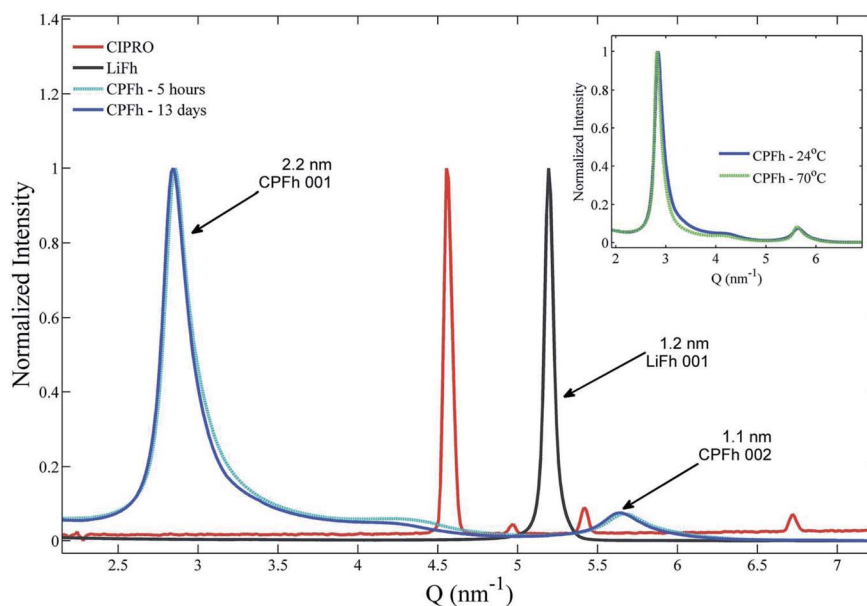 1.4
1.2
1
0.8
0.6
0.4
0.2
0
Normalized Intensity
CIPRO
LiFh
CPFh - 5 hours
CPFh - 13 days
2.2 nm
CPFh 001
1.2 nm
LiFh 001
1.1 nm
CPFh 002
2.5 3 3.5 4 4.5 5 5.5 6 6.5 7
Q (nm⁻¹)
1
0.8
0.6
0.4
0.2
0
Normalized Intensity
CPFh - 24°C
CPFh - 70°C
2 3 4 5 6
Q (nm⁻¹)